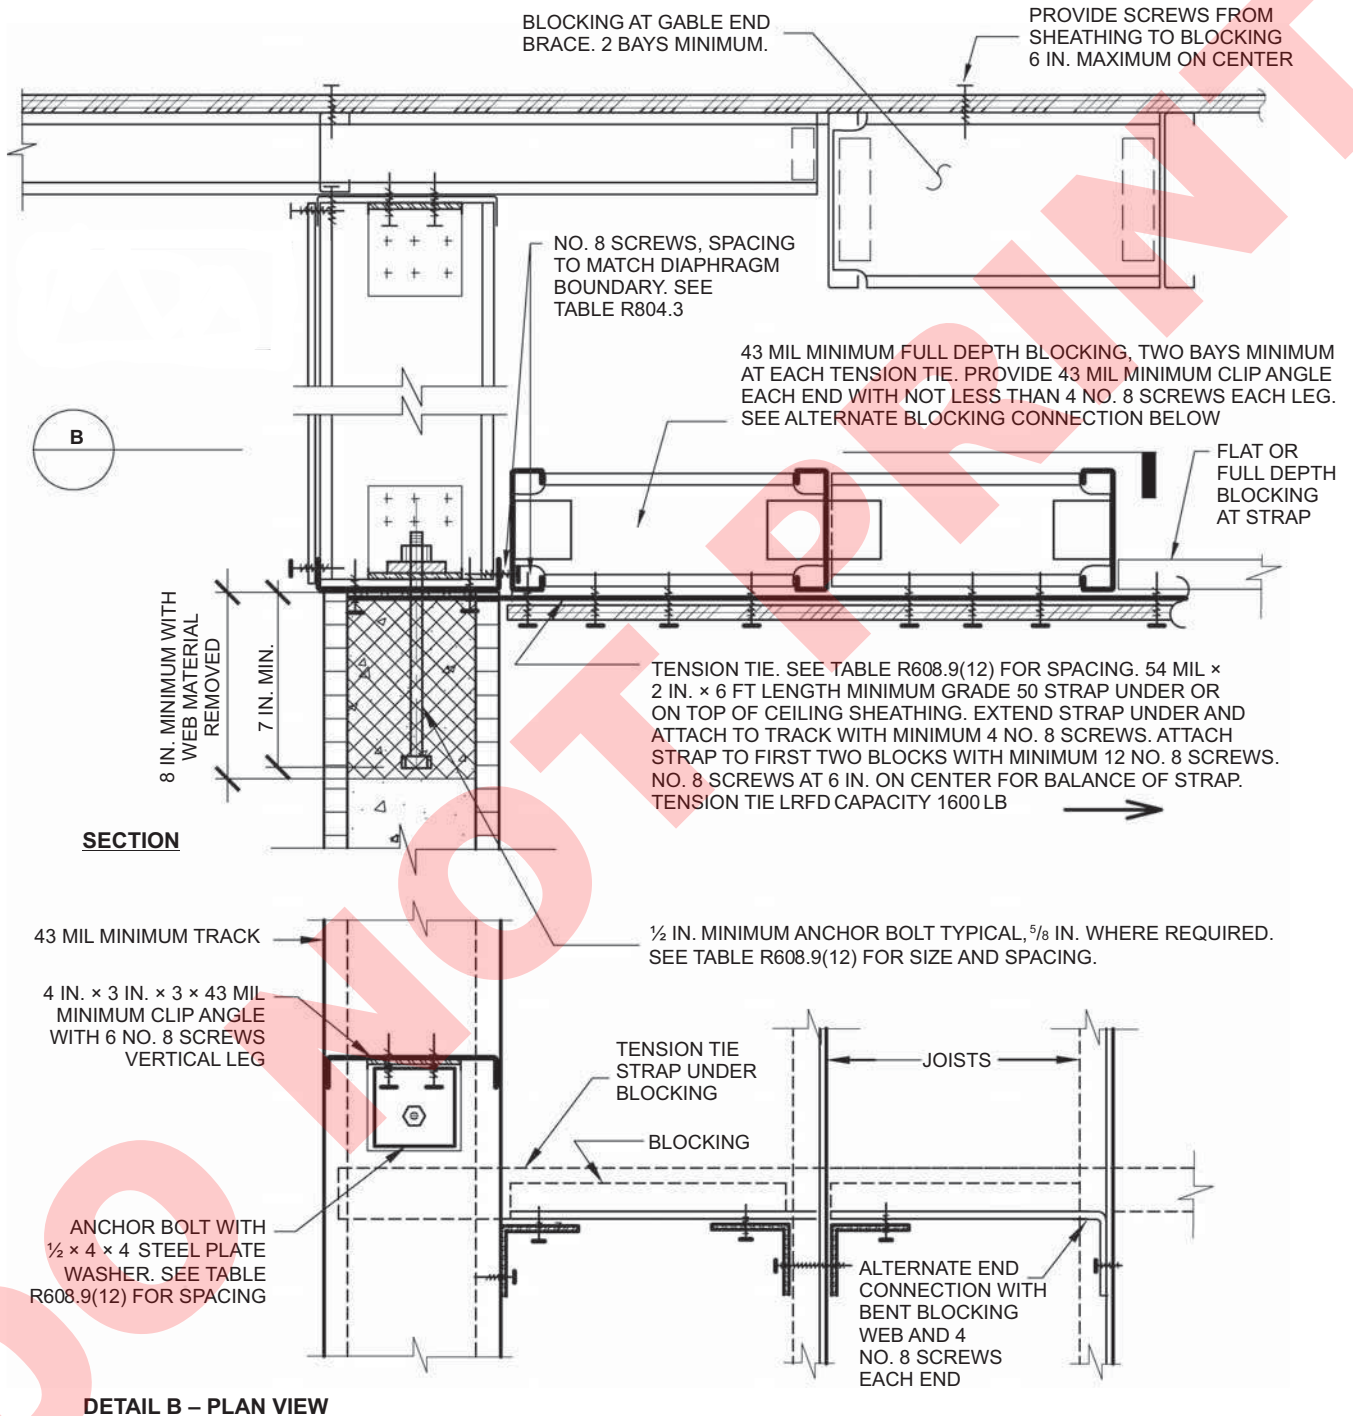 BLOCKING AT GABLE END
BRACE. 2 BAYS MINIMUM.
PROVIDE SCREWS FROM
SHEATHING TO BLOCKING
6 IN. MAXIMUM ON CENTER
NO. 8 SCREWS, SPACING
TO MATCH DIAPHRAGM
BOUNDARY. SEE
TABLE R804.3
43 MIL MINIMUM FULL DEPTH BLOCKING, TWO BAYS MINIMUM
AT EACH TENSION TIE. PROVIDE 43 MIL MINIMUM CLIP ANGLE
EACH END WITH NOT LESS THAN 4 NO. 8 SCREWS EACH LEG.
SEE ALTERNATE BLOCKING CONNECTION BELOW
B
FLAT OR
FULL DEPTH
BLOCKING
AT STRAP
8 IN. MINIMUM WITH
WEB MATERIAL
REMOVED
7 IN. MIN.
TENSION TIE. SEE TABLE R608.9(12) FOR SPACING. 54 MIL ×
2 IN. × 6 FT LENGTH MINIMUM GRADE 50 STRAP UNDER OR
ON TOP OF CEILING SHEATHING. EXTEND STRAP UNDER AND
ATTACH TO TRACK WITH MINIMUM 4 NO. 8 SCREWS. ATTACH
STRAP TO FIRST TWO BLOCKS WITH MINIMUM 12 NO. 8 SCREWS.
NO. 8 SCREWS AT 6 IN. ON CENTER FOR BALANCE OF STRAP.
TENSION TIE LRFD CAPACITY 1600 LB
SECTION
43 MIL MINIMUM TRACK
½ IN. MINIMUM ANCHOR BOLT TYPICAL, 5/8 IN. WHERE REQUIRED.
SEE TABLE R608.9(12) FOR SIZE AND SPACING.
4 IN. × 3 IN. × 3 × 43 MIL
MINIMUM CLIP ANGLE
WITH 6 NO. 8 SCREWS
VERTICAL LEG
TENSION TIE
STRAP UNDER
BLOCKING
JOISTS
BLOCKING
ANCHOR BOLT WITH
½ × 4 × 4 STEEL PLATE
WASHER. SEE TABLE
R608.9(12) FOR SPACING
ALTERNATE END
CONNECTION WITH
BENT BLOCKING
WEB AND 4
NO. 8 SCREWS
EACH END
DETAIL B – PLAN VIEW
DO NOT PRINT